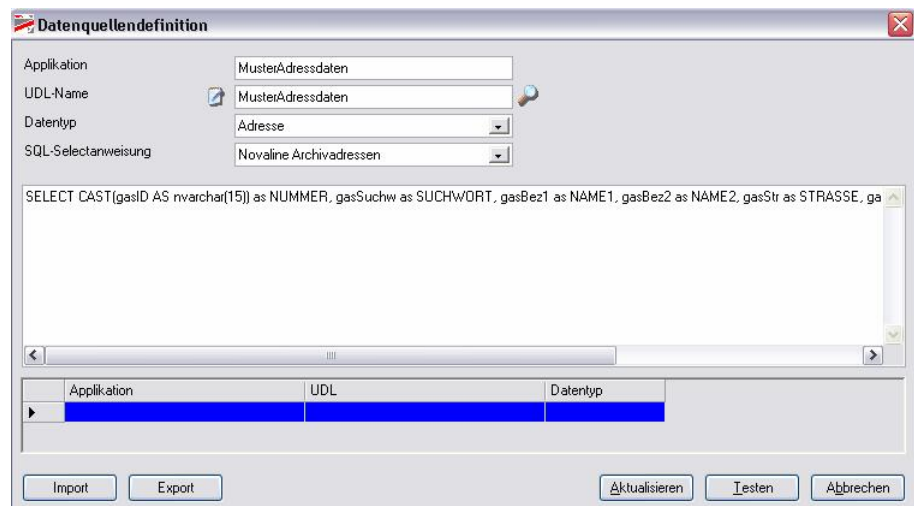 Datenquellendefinition
Applikation MusterAdressdaten
UDL-Name MusterAdressdaten
Datentyp Adresse
SQL-Selectanweisung Novaline Archivadressen
SELECT CAST(gasID AS nvarchar(15)) as NUMMER, gasSuchw as SUCHWORT, gasBez1 as NAME1, gasBez2 as NAME2, gasStr as STRASSE, ga
Applikation UDL Datentyp
Import Export Aktualisieren Testen Abbrechen